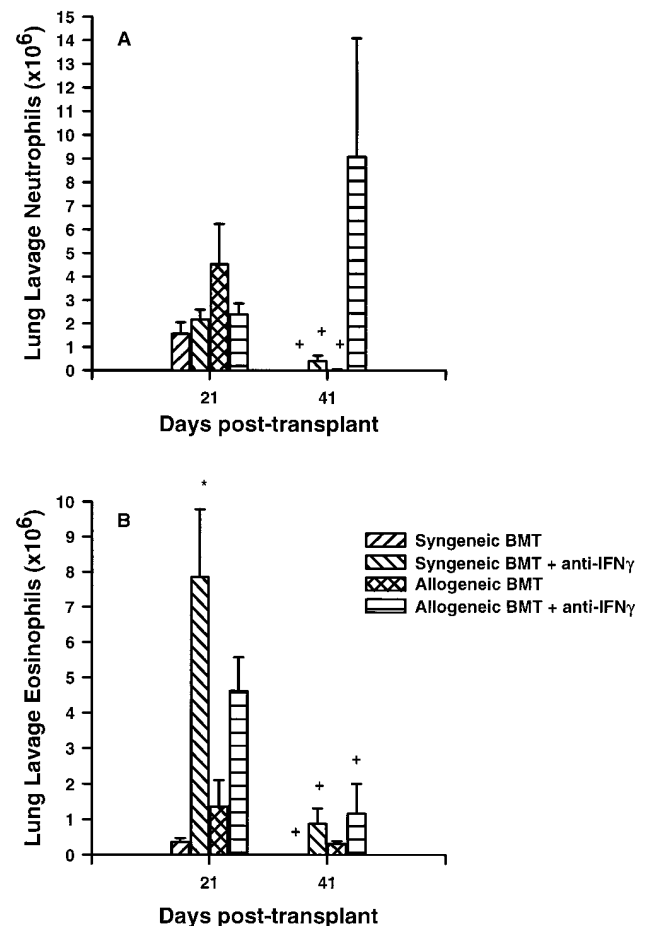 A
Lung Lavage Neutrophils (x10⁶)
15
14
13
12
11
10
9
8
7
6
5
4
3
2
1
0
+ + +
21 41
Days post-transplant
B
Lung Lavage Eosinophils (x10⁶)
10
9
8
7
6
5
4
3
2
1
0
*
+ + +
21 41
Days post-transplant
Syngeneic BMT
Syngeneic BMT + anti-IFNγ
Allogeneic BMT
Allogeneic BMT + anti-IFNγ